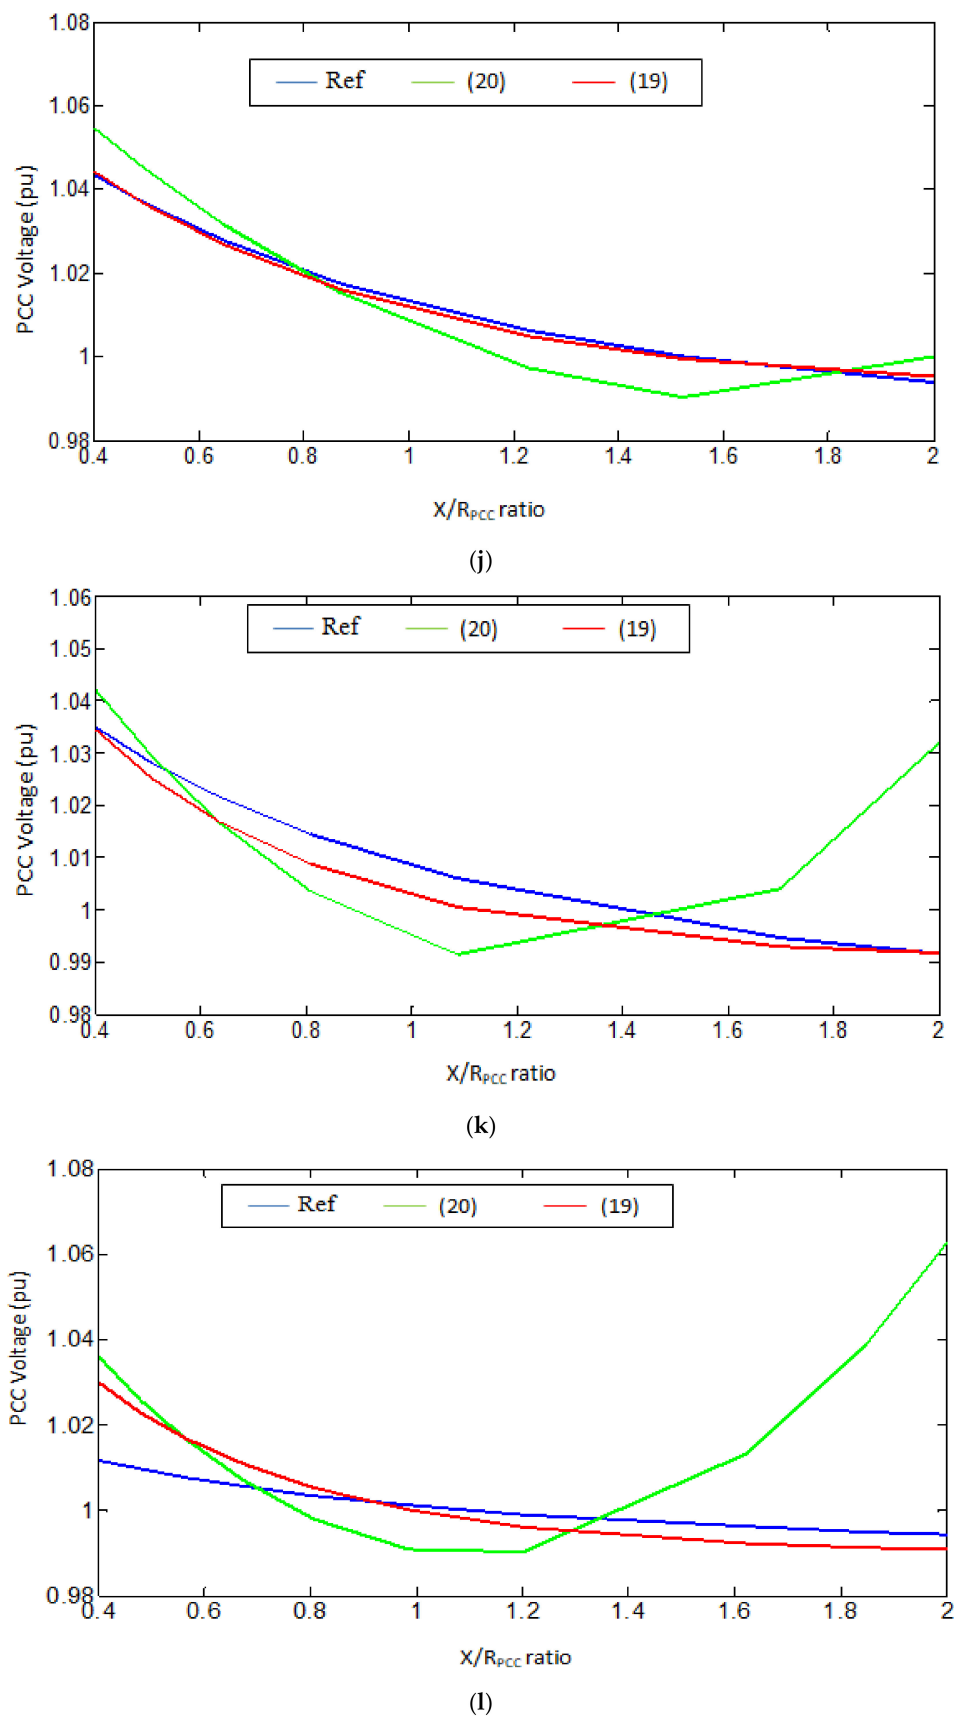 1.08
Ref (20) (19)
1.06
1.04
1.02
1
0.98
PCC Voltage (pu)
0.4 0.6 0.8 1 1.2 1.4 1.6 1.8 2
X/RPCC ratio
(j)
1.06
Ref (20) (19)
1.05
1.04
1.03
1.02
1.01
1
0.99
0.98
PCC Voltage (pu)
0.4 0.6 0.8 1 1.2 1.4 1.6 1.8 2
X/RPCC ratio
(k)
1.08
Ref (20) (19)
1.06
1.04
1.02
1
0.98
PCC Voltage (pu)
0.4 0.6 0.8 1 1.2 1.4 1.6 1.8 2
X/RPCC ratio
(l)